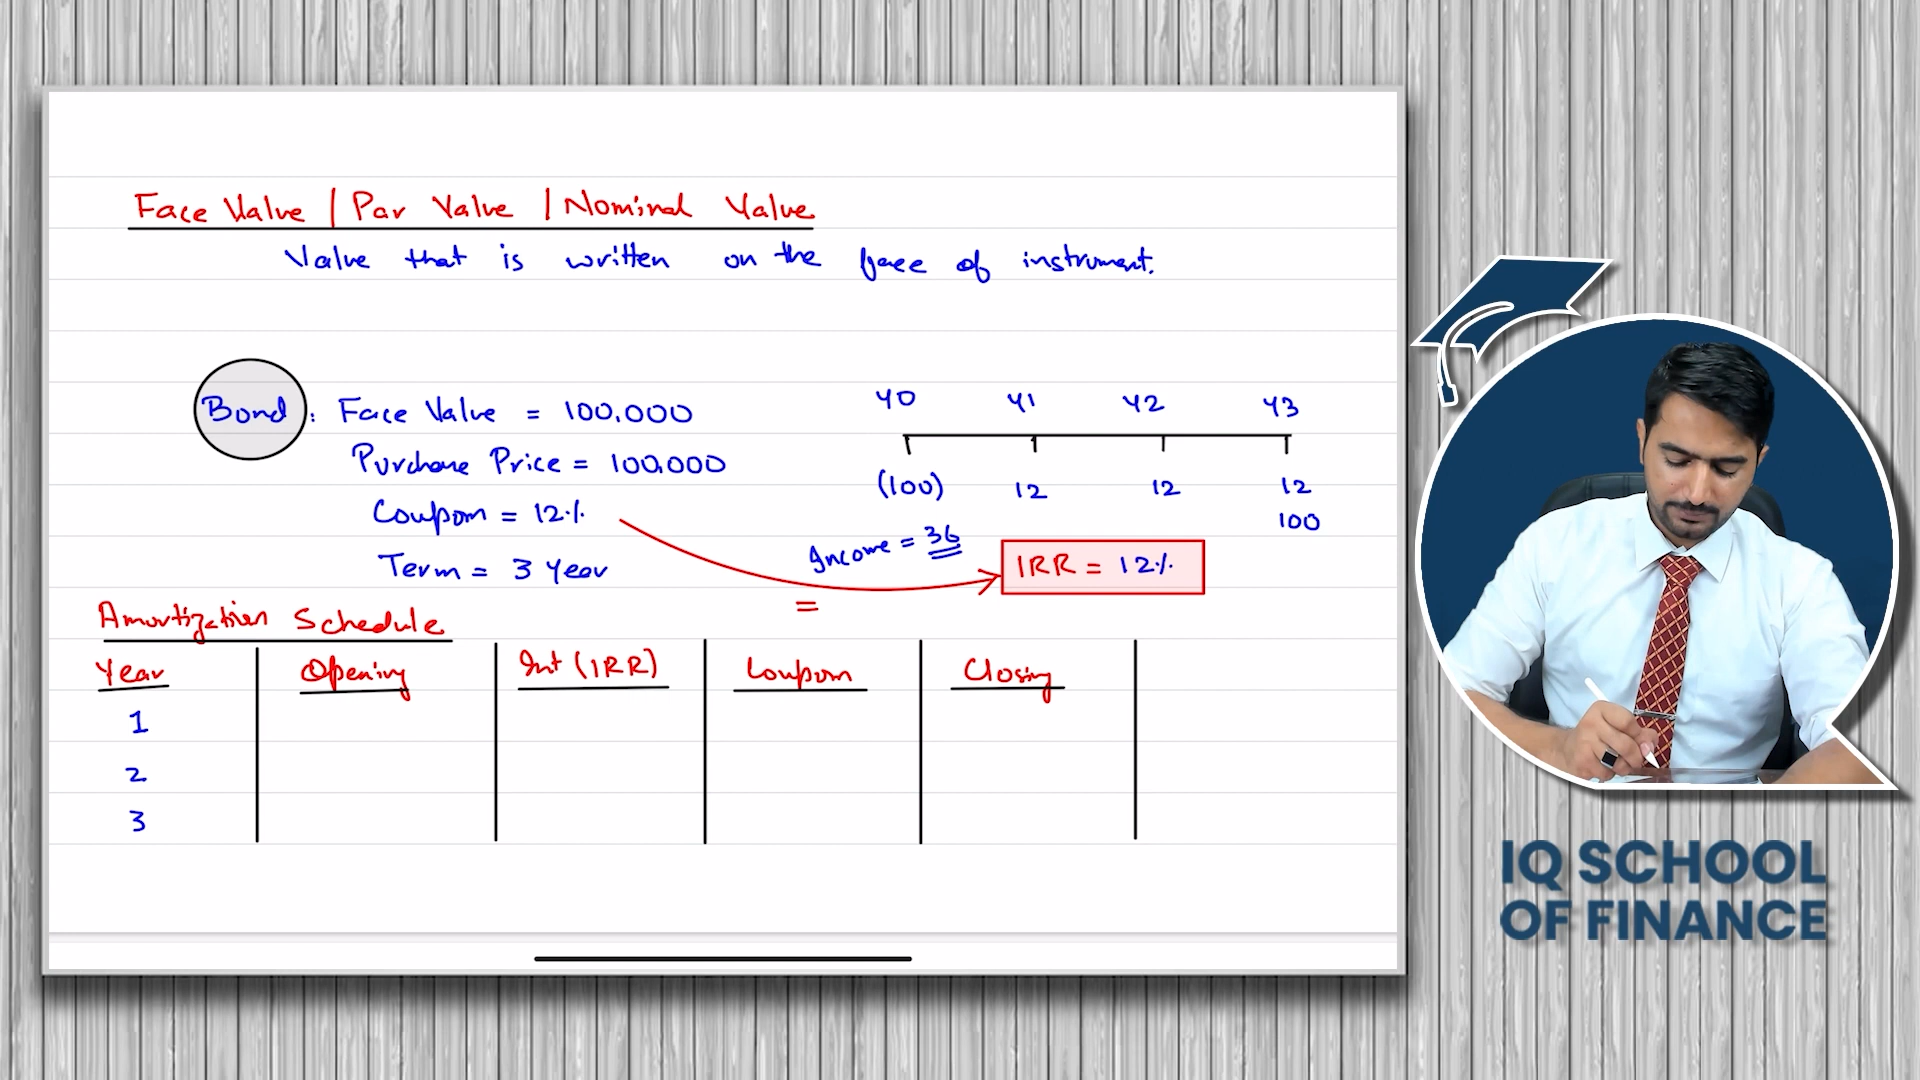 Face Value | Par Value | Nominal Value
Value that is written on the face of instrument.
Bond : Face Value = 100,000
Purchase Price = 100,000
Coupon = 12%
Term = 3 Year
Y0 Y1 Y2 Y3
(100) 12 12 12
100
Income = 36
IRR = 12%
=
Amortization Schedule
Year Opening Int (IRR) Coupon Closing
1
2
3
IQ SCHOOL
OF FINANCE